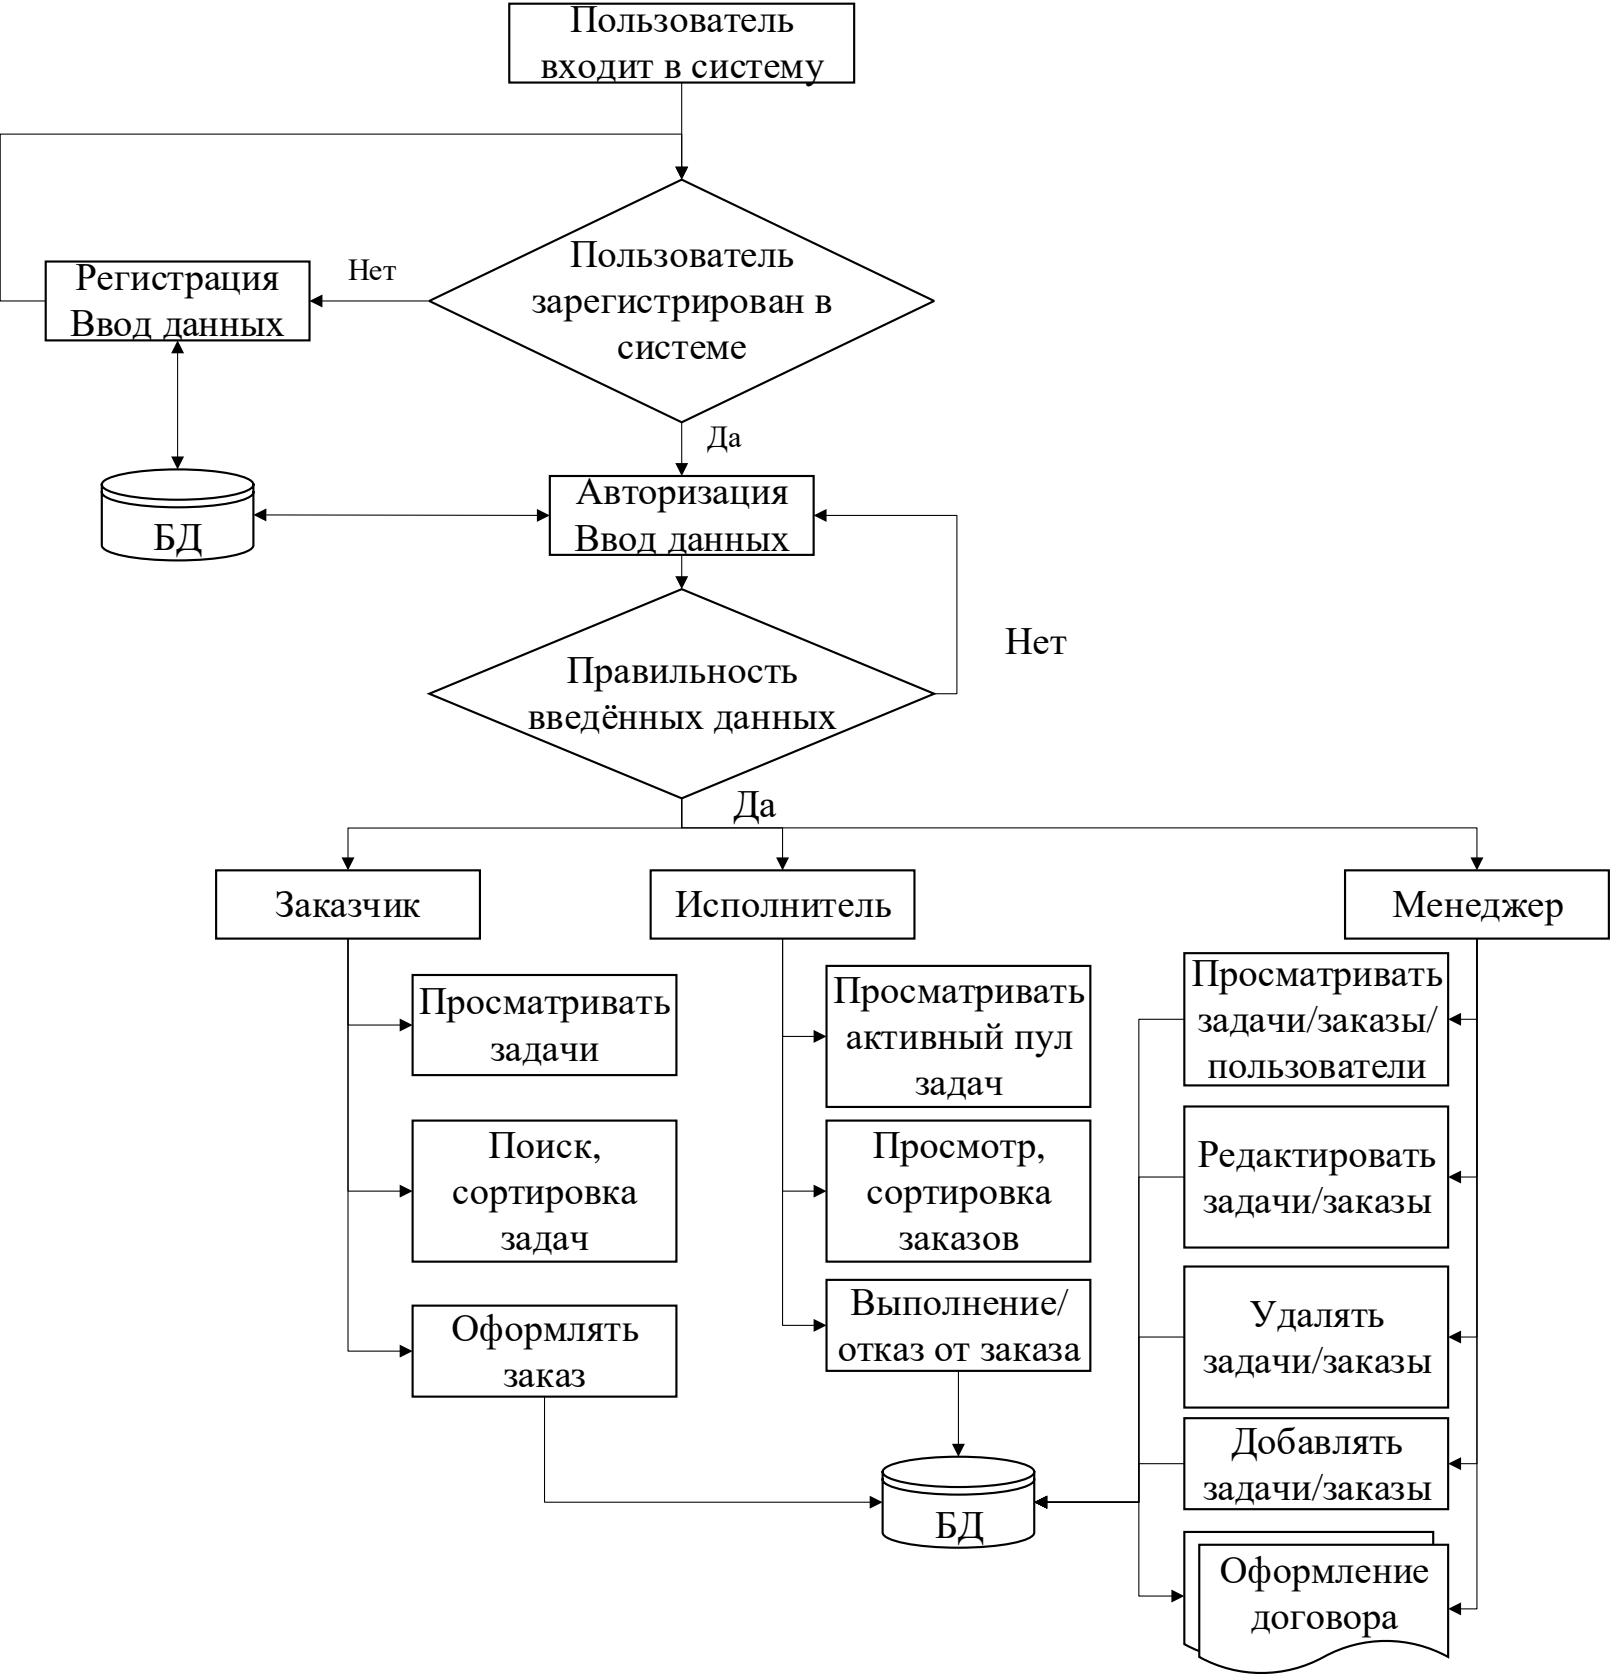 Пользователь
входит в систему
Пользователь
зарегистрирован в
системе
Нет
Регистрация
Ввод данных
Да
БД
Авторизация
Ввод данных
Нет
Правильность
введённых данных
Да
Заказчик
Исполнитель
Менеджер
Просматривать
задачи
Поиск,
сортировка
задач
Оформлять
заказ
Просматривать
активный пул
задач
Просмотр,
сортировка
заказов
Выполнение/
отказ от заказа
БД
Просматривать
задачи/заказы/
пользователи
Редактировать
задачи/заказы
Удалять
задачи/заказы
Добавлять
задачи/заказы
Оформление
договора